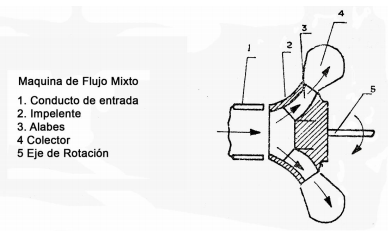 Maquina de Flujo Mixto
1. Conducto de entrada
2. Impelente
3. Alabes
4 Colector
5 Eje de Rotación
1
2
3
4
5